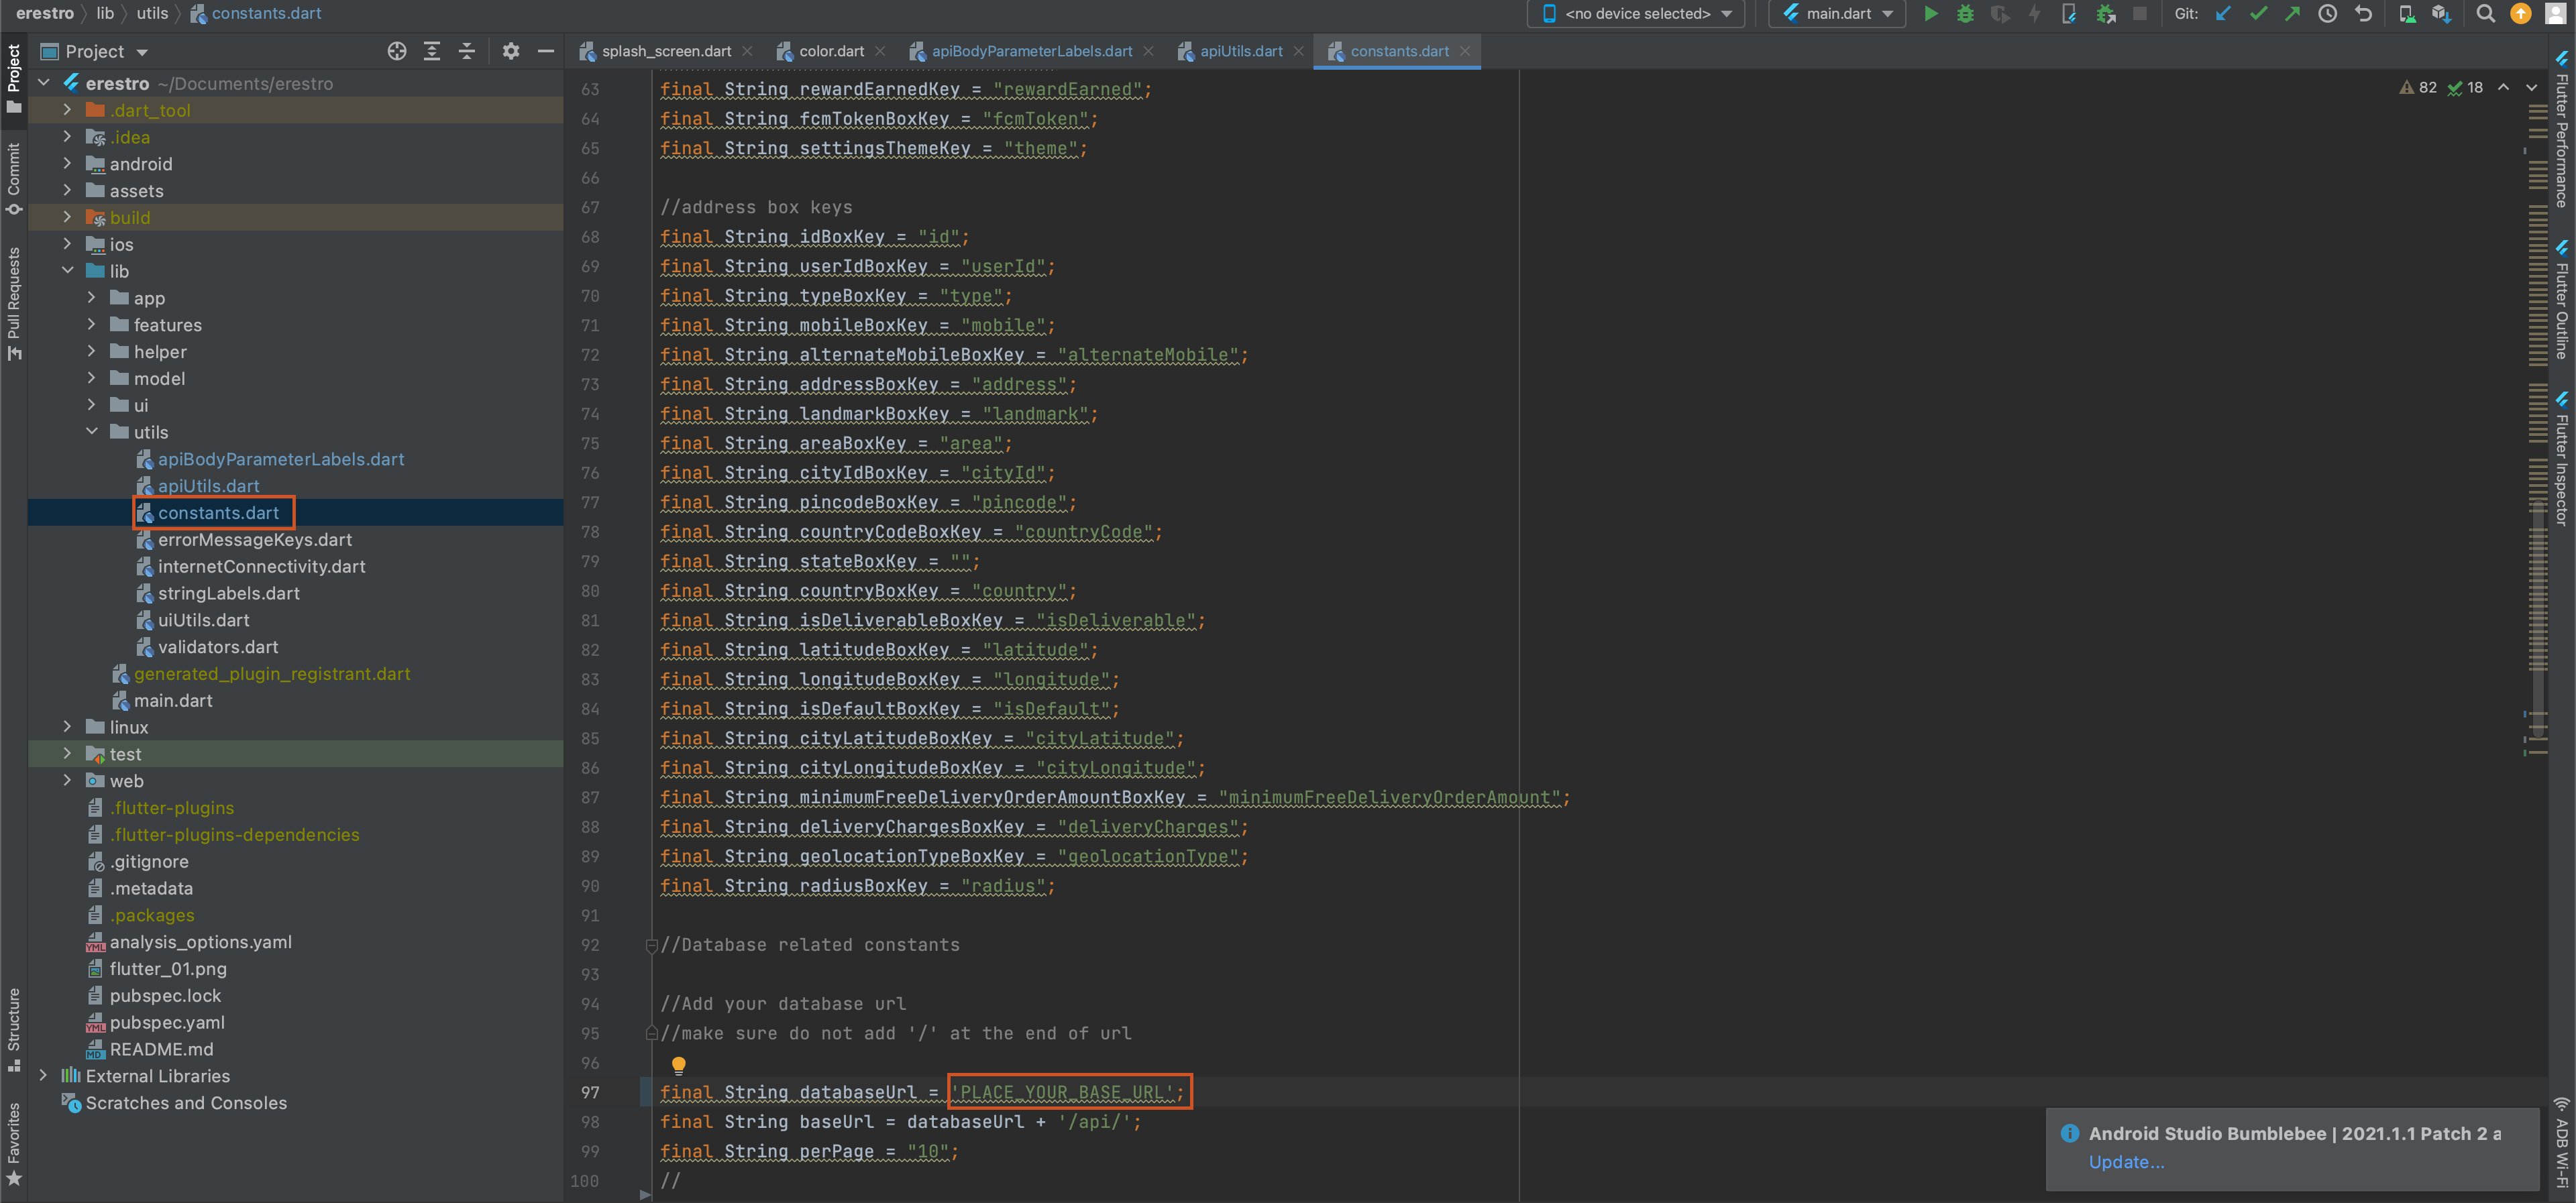 erestro lib utils constants.dart
<no device selected> main.dart Git:
Project
splash_screen.dart color.dart apiBodyParameterLabels.dart apiUtils.dart constants.dart
Project
Commit
Pull Requests
Structure
Favorites
erestro ~/Documents/erestro
.dart_tool
.idea
android
assets
build
ios
lib
app
features
helper
model
ui
utils
apiBodyParameterLabels.dart
apiUtils.dart
constants.dart
errorMessageKeys.dart
internetConnectivity.dart
stringLabels.dart
uiUtils.dart
validators.dart
generated_plugin_registrant.dart
main.dart
linux
test
web
.flutter-plugins
.flutter-plugins-dependencies
.gitignore
.metadata
.packages
analysis_options.yaml
flutter_01.png
pubspec.lock
pubspec.yaml
README.md
External Libraries
Scratches and Consoles
82 18
63 final String rewardEarnedKey = "rewardEarned";
64 final String fcmTokenBoxKey = "fcmToken";
65 final String settingsThemeKey = "theme";
66
67 //address box keys
68 final String idBoxKey = "id";
69 final String userIdBoxKey = "userId";
70 final String typeBoxKey = "type";
71 final String mobileBoxKey = "mobile";
72 final String alternateMobileBoxKey = "alternateMobile";
73 final String addressBoxKey = "address";
74 final String landmarkBoxKey = "landmark";
75 final String areaBoxKey = "area";
76 final String cityIdBoxKey = "cityId";
77 final String pincodeBoxKey = "pincode";
78 final String countryCodeBoxKey = "countryCode";
79 final String stateBoxKey = "";
80 final String countryBoxKey = "country";
81 final String isDeliverableBoxKey = "isDeliverable";
82 final String latitudeBoxKey = "latitude";
83 final String longitudeBoxKey = "longitude";
84 final String isDefaultBoxKey = "isDefault";
85 final String cityLatitudeBoxKey = "cityLatitude";
86 final String cityLongitudeBoxKey = "cityLongitude";
87 final String minimumFreeDeliveryOrderAmountBoxKey = "minimumFreeDeliveryOrderAmount";
88 final String deliveryChargesBoxKey = "deliveryCharges";
89 final String geolocationTypeBoxKey = "geolocationType";
90 final String radiusBoxKey = "radius";
91
92 //Database related constants
93
94 //Add your database url
95 //make sure do not add '/' at the end of url
96
97 final String databaseUrl = 'PLACE_YOUR_BASE_URL';
98 final String baseUrl = databaseUrl + '/api/';
99 final String perPage = "10";
100 //
Flutter Performance
Flutter Outline
Flutter Inspector
ADB Wi-Fi
Android Studio Bumblebee | 2021.1.1 Patch 2 a
Update...